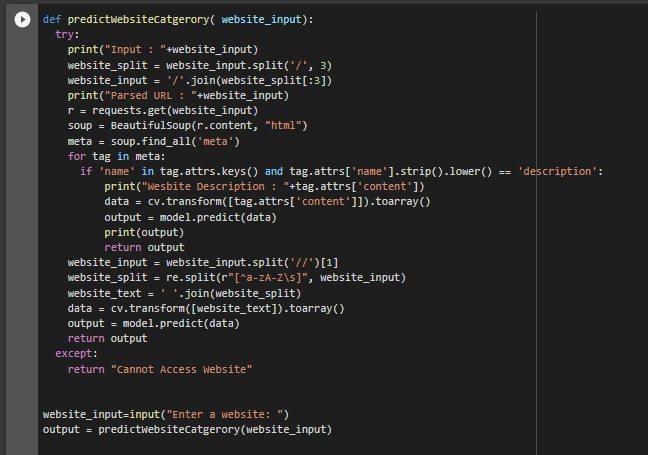 def predictWebsiteCatgerory( website_input):
  try:
    print("Input : "+website_input)
    website_split = website_input.split('/', 3)
    website_input = '/'.join(website_split[:3])
    print("Parsed URL : "+website_input)
    r = requests.get(website_input)
    soup = BeautifulSoup(r.content, "html")
    meta = soup.find_all('meta')
    for tag in meta:
      if 'name' in tag.attrs.keys() and tag.attrs['name'].strip().lower() == 'description':
          print("Wesbite Description : "+tag.attrs['content'])
          data = cv.transform([tag.attrs['content']]).toarray()
          output = model.predict(data)
          print(output)
          return output
    website_input = website_input.split('//')[1]
    website_split = re.split(r"[^a-zA-Z\s]", website_input)
    website_text = ' '.join(website_split)
    data = cv.transform([website_text]).toarray()
    output = model.predict(data)
    return output
  except:
    return "Cannot Access Website"
website_input=input("Enter a website: ")
output = predictWebsiteCatgerory(website_input)